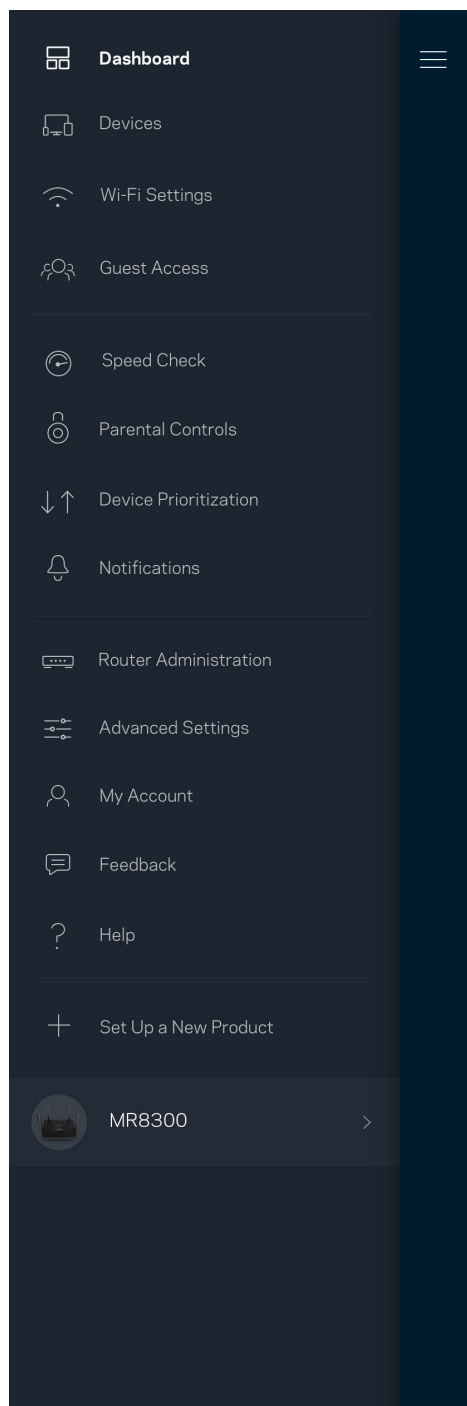 Dashboard
Devices
Wi-Fi Settings
Guest Access
Speed Check
Parental Controls
Device Prioritization
Notifications
Router Administration
Advanced Settings
My Account
Feedback
Help
Set Up a New Product
MR8300